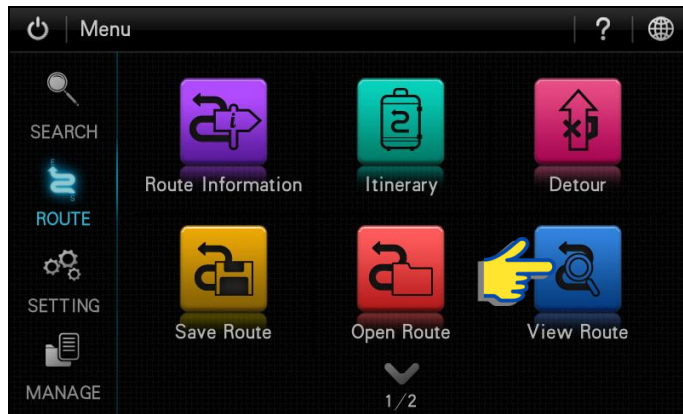 Menu
?
SEARCH
ROUTE
SETTING
MANAGE
i
Route Information
Itinerary
Detour
Save Route
Open Route
View Route
1/2